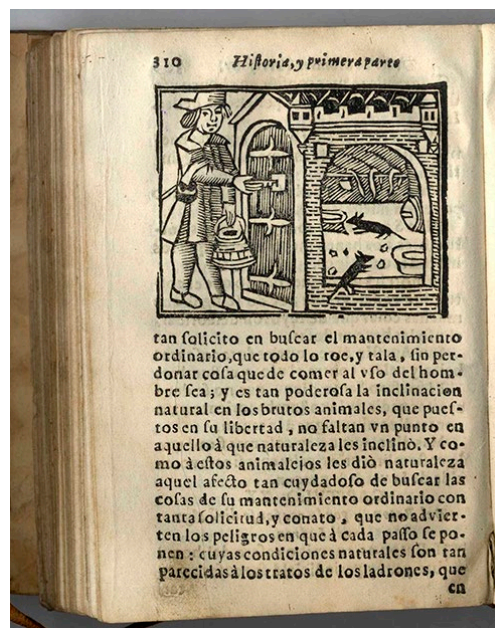 310 Hiſtoria, y primera parte
tan ſolicito en buſcar el mantenimiento
ordinario, que todo lo roe, y tala, ſin per-
donar coſa que de comer al vſo del hom-
bre ſea; y es tan poderoſa la inclinacion
natural en los brutos animales, que pueſ-
tos en ſu libertad, no faltan vn punto en
aquello à que naturaleza les inclinò. Y co-
mo à eſtos animalejos les diò naturaleza
aquel afecto tan cuydadoſo de buſcar las
coſas de ſu mantenimiento ordinario con
tanta ſolicitud, y conato, que no advier-
ten los peligros en que à cada paſſo ſe po-
nen: cuyas condiciones naturales ſon tan
parecidas à los tratos de los ladrones, que
en